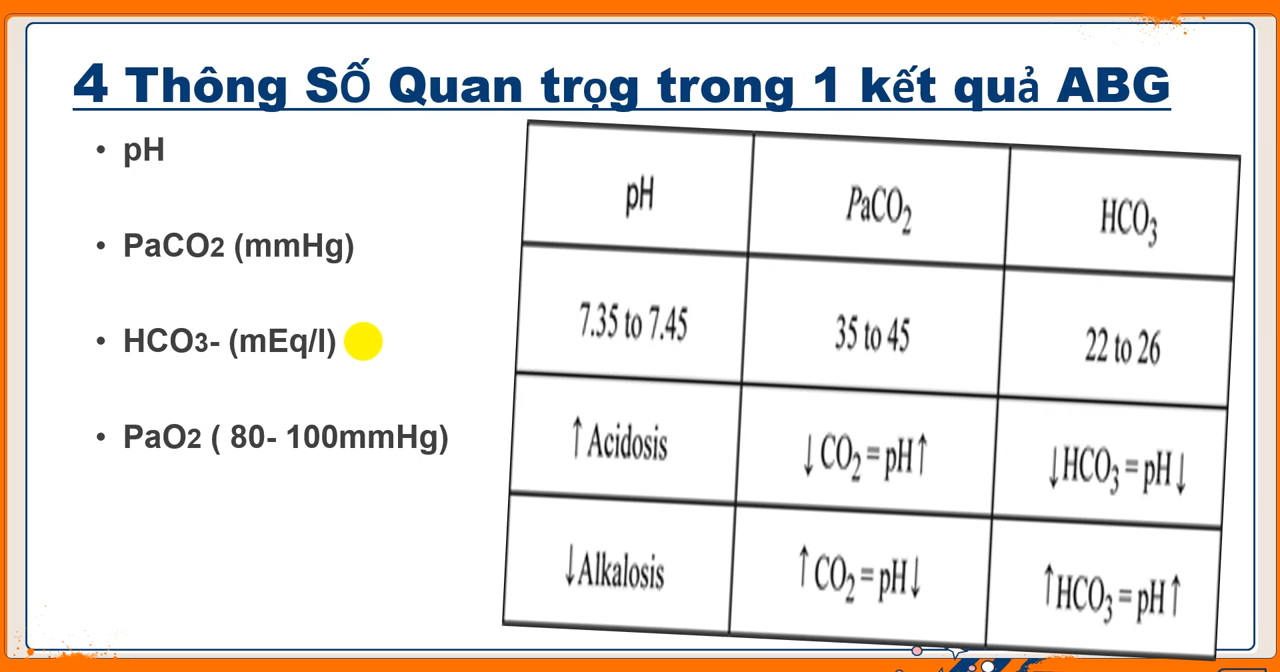 4 Thông SỐ Quan trọg trong 1 kết quả ABG
• pH
• PaCO2 (mmHg)
• HCO3- (mEq/l)
• PaO2 ( 80- 100mmHg)
pH PaCO₂ HCO₃
7.35 to 7.45 35 to 45 22 to 26
↑Acidosis ↓CO₂=pH↑ ↓HCO₃=pH↓
↓Alkalosis ↑CO₂=pH↓ ↑HCO₃=pH↑